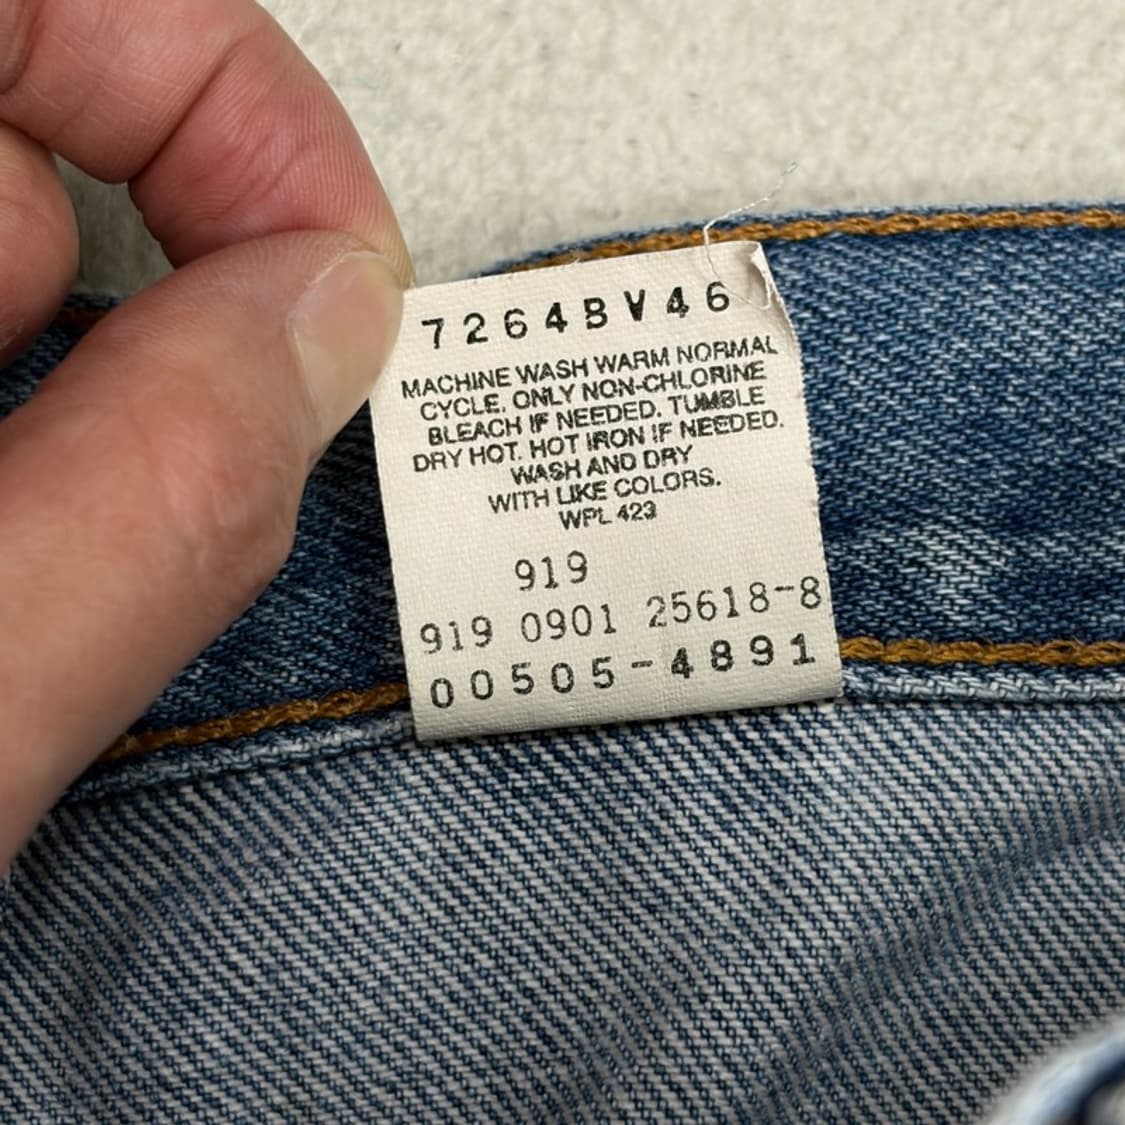 7264BV46
MACHINE WASH WARM NORMAL
CYCLE. ONLY NON-CHLORINE
BLEACH IF NEEDED. TUMBLE
DRY HOT. HOT IRON IF NEEDED.
WASH AND DRY
WITH LIKE COLORS.
WPL 423
919
919 0901 25618-8
00505-4891